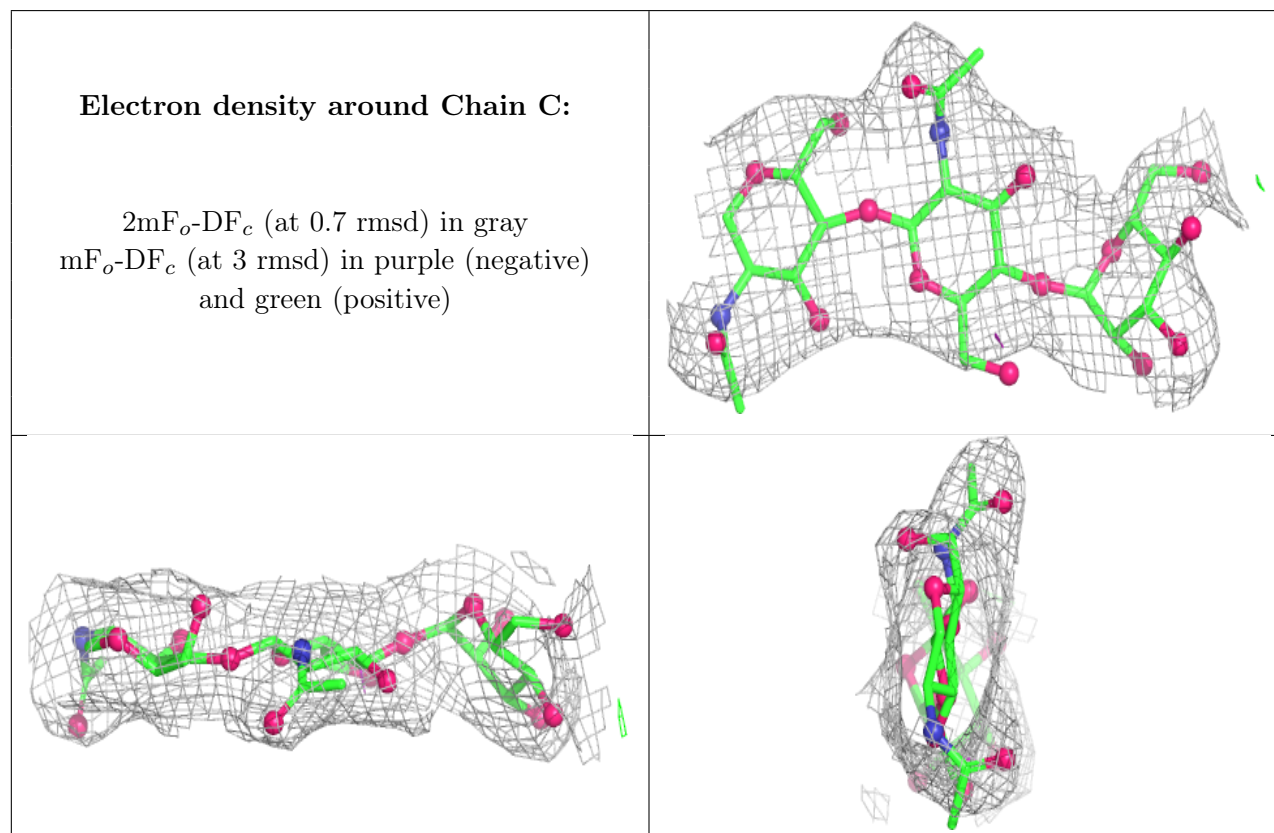 Electron density around Chain C:
2mFₒ-DF𝒸 (at 0.7 rmsd) in gray
mFₒ-DF𝒸 (at 3 rmsd) in purple (negative)
and green (positive)